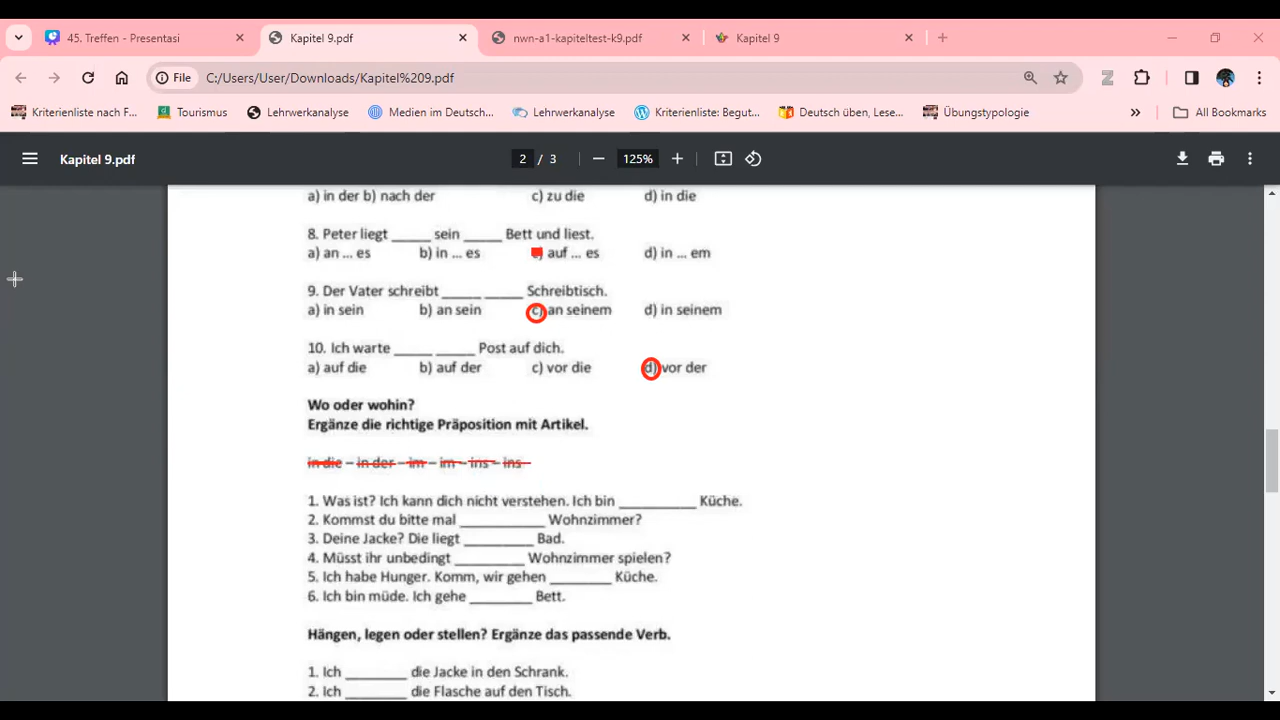 45. Treffen - Presentasi
Kapitel 9.pdf
nwn-a1-kapiteltest-k9.pdf
Kapitel 9
File
C:/Users/User/Downloads/Kapitel%209.pdf
Kriterienliste nach F...
Tourismus
Lehrwerkanalyse
Medien im Deutsch...
Lehrwerkanalyse
Kriterienliste: Begut...
Deutsch üben, Lese...
Übungstypologie
»
All Bookmarks
Kapitel 9.pdf
2 / 3
125%
a) in der b) nach der c) zu die d) in die
8. Peter liegt _____ sein _____ Bett und liest.
a) an ... es b) in ... es c) auf ... es d) in ... em
9. Der Vater schreibt _____ _____ Schreibtisch.
a) in sein b) an sein c) an seinem d) in seinem
10. Ich warte _____ _____ Post auf dich.
a) auf die b) auf der c) vor die d) vor der
Wo oder wohin?
Ergänze die richtige Präposition mit Artikel.
in die – in der – im – im – ins – ins
1. Was ist? Ich kann dich nicht verstehen. Ich bin __________ Küche.
2. Kommst du bitte mal ___________ Wohnzimmer?
3. Deine Jacke? Die liegt _________ Bad.
4. Müsst ihr unbedingt _________ Wohnzimmer spielen?
5. Ich habe Hunger. Komm, wir gehen ________ Küche.
6. Ich bin müde. Ich gehe ________ Bett.
Hängen, legen oder stellen? Ergänze das passende Verb.
1. Ich ________ die Jacke in den Schrank.
2. Ich ________ die Flasche auf den Tisch.